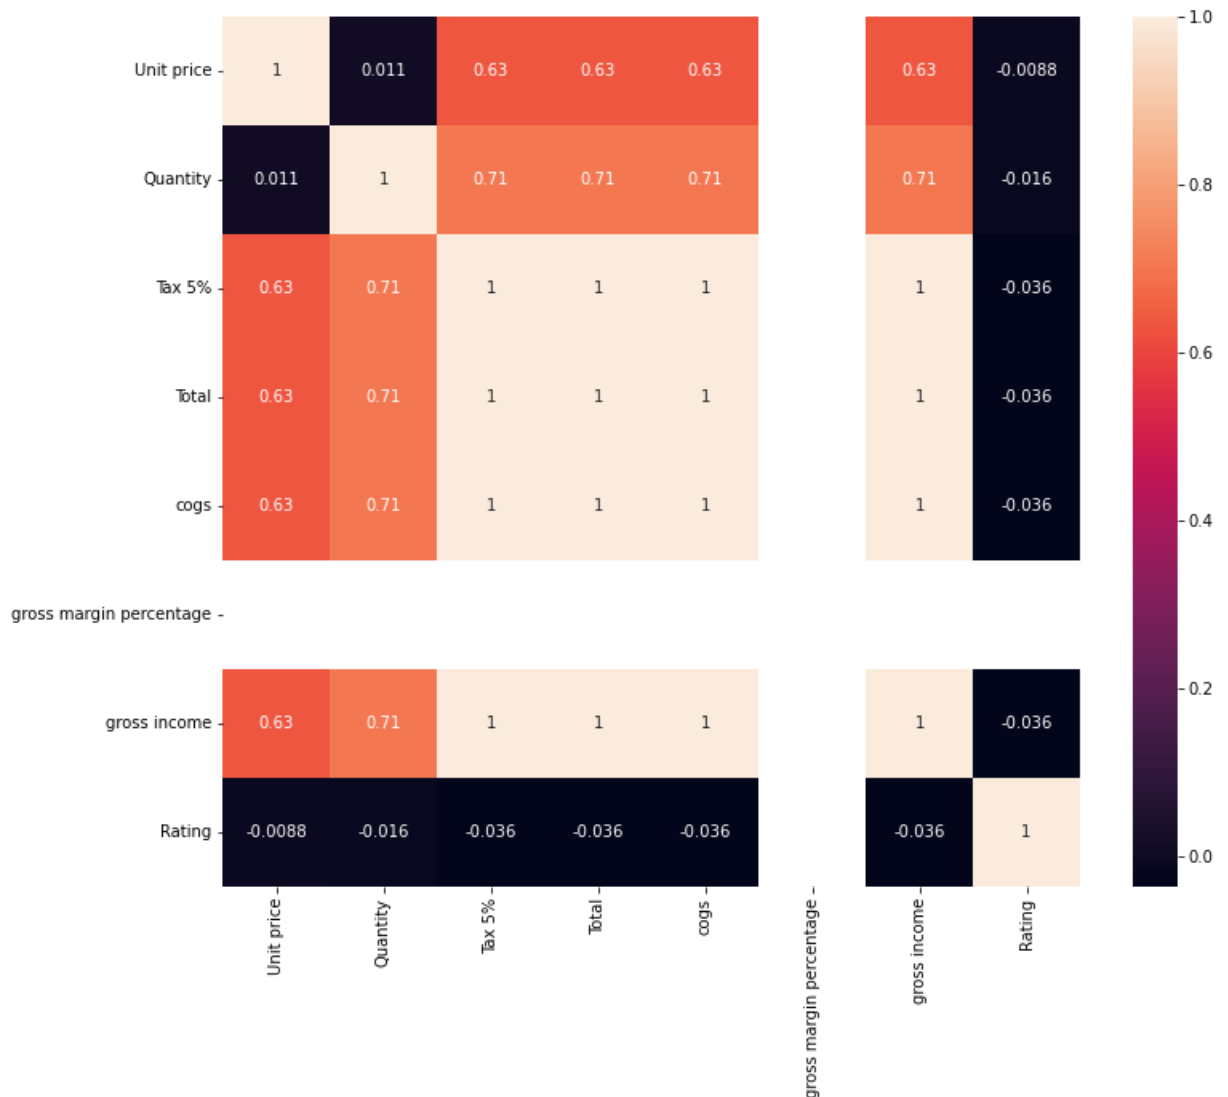 1.0
Unit price 1 0.011 0.63 0.63 0.63 0.63 -0.0088
Quantity 0.011 1 0.71 0.71 0.71 0.71 -0.016
0.8
Tax 5% 0.63 0.71 1 1 1 1 -0.036
0.6
Total 0.63 0.71 1 1 1 1 -0.036
cogs 0.63 0.71 1 1 1 1 -0.036
0.4
gross margin percentage
0.2
gross income 0.63 0.71 1 1 1 1 -0.036
Rating -0.0088 -0.016 -0.036 -0.036 -0.036 -0.036 1
0.0
Unit price
Quantity
Tax 5%
Total
cogs
gross margin percentage
gross income
Rating